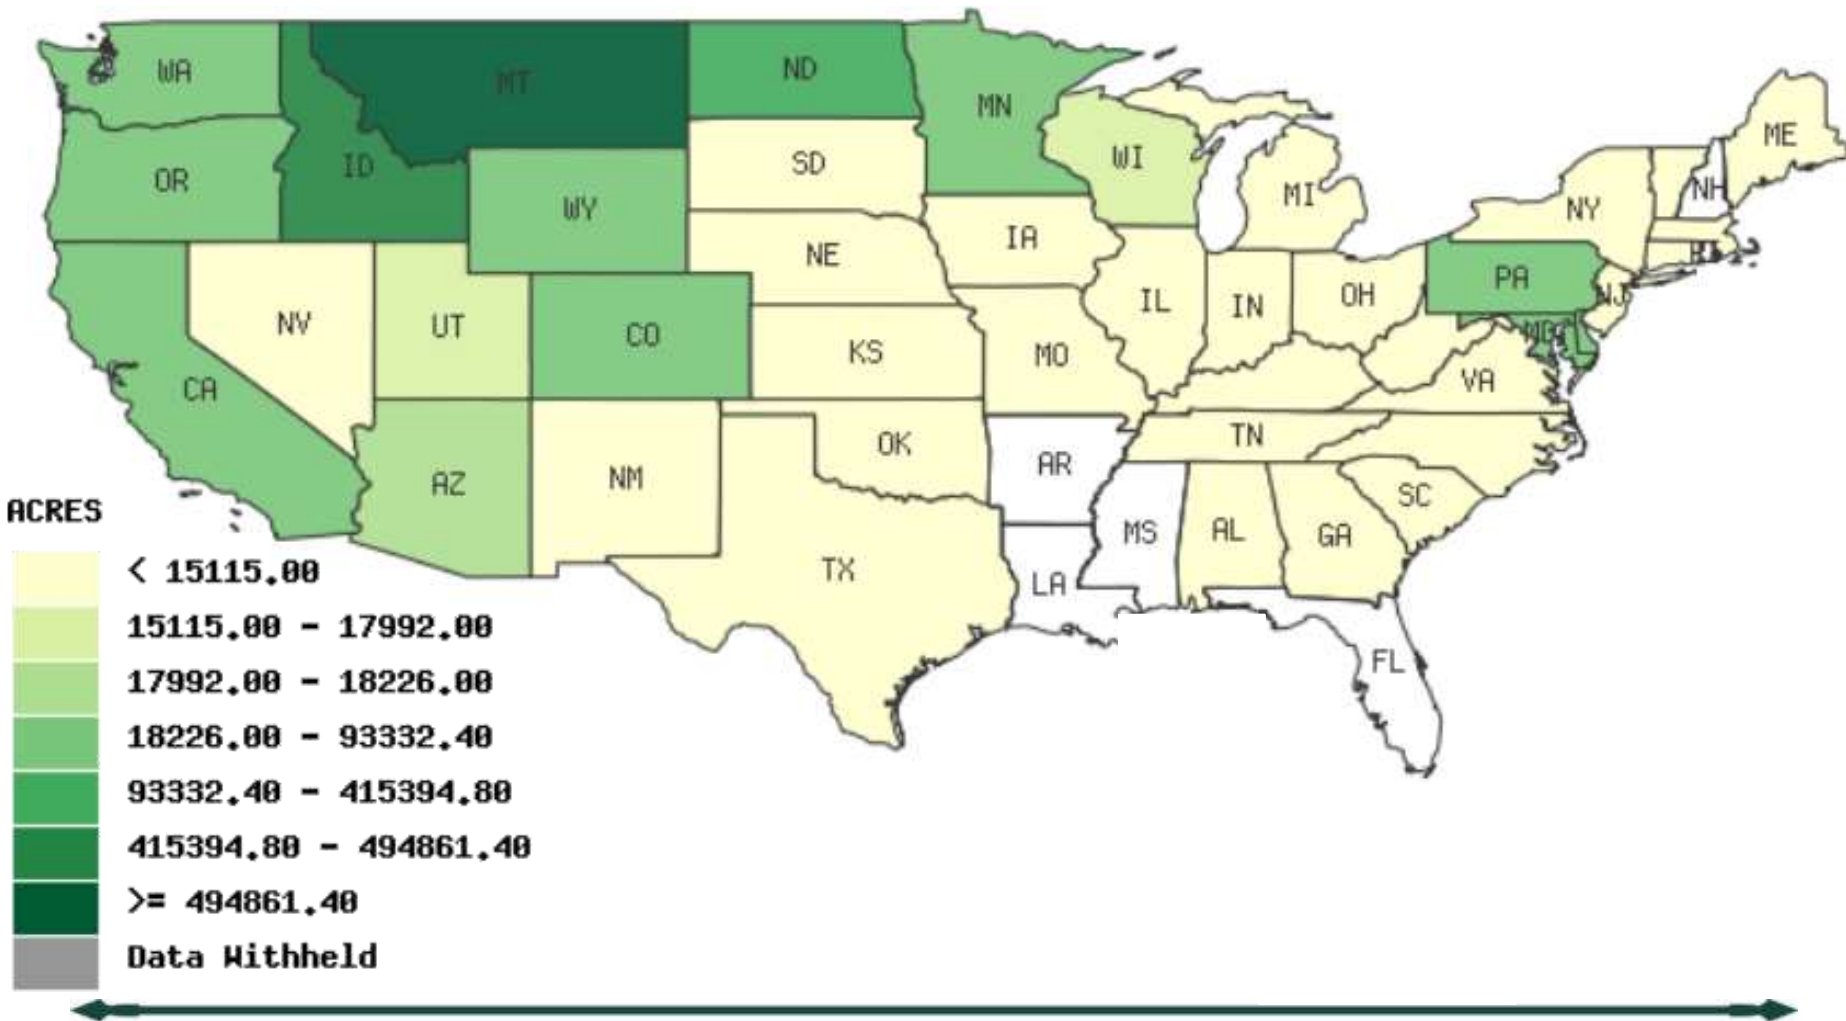 WA
MT
ND
MN
ME
OR
ID
SD
WI
WY
MI
NH
NY
IA
NE
PA
NV
UT
CO
IL
IN
OH
NJ
KS
MO
MD
CA
VA
TN
OK
AZ
NM
AR
SC
MS
AL
GA
TX
LA
FL
ACRES
< 15115.00
15115.00 - 17992.00
17992.00 - 18226.00
18226.00 - 93332.40
93332.40 - 415394.80
415394.80 - 494861.40
>= 494861.40
Data Withheld